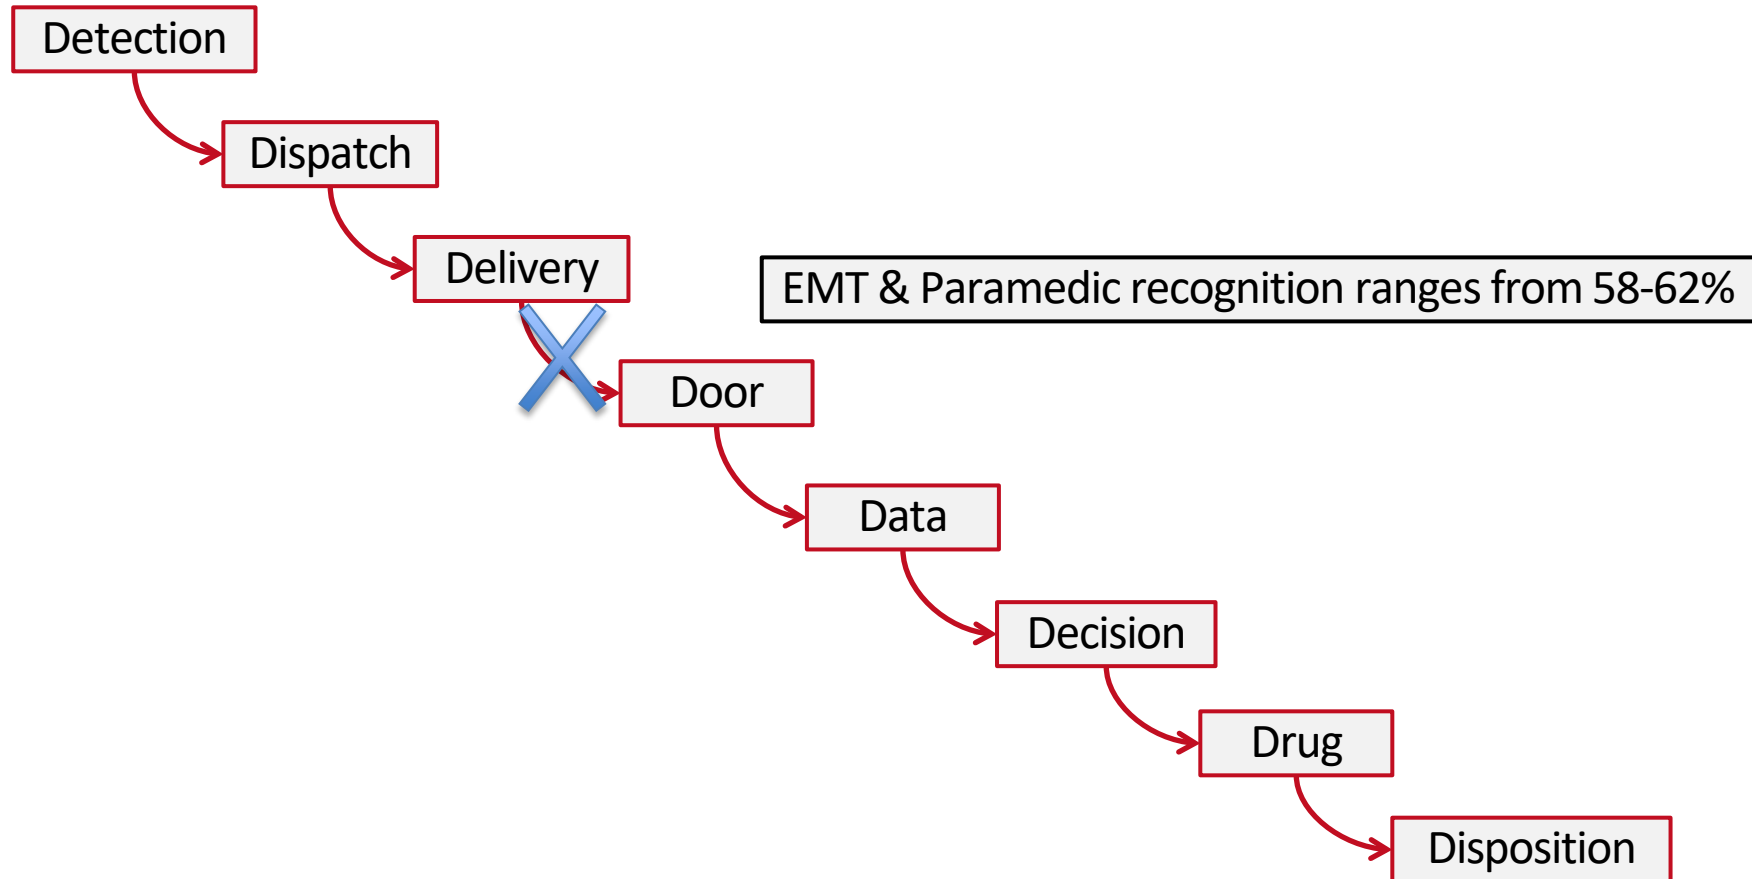 Detection
Dispatch
Delivery
EMT & Paramedic recognition ranges from 58-62%
Door
Data
Decision
Drug
Disposition